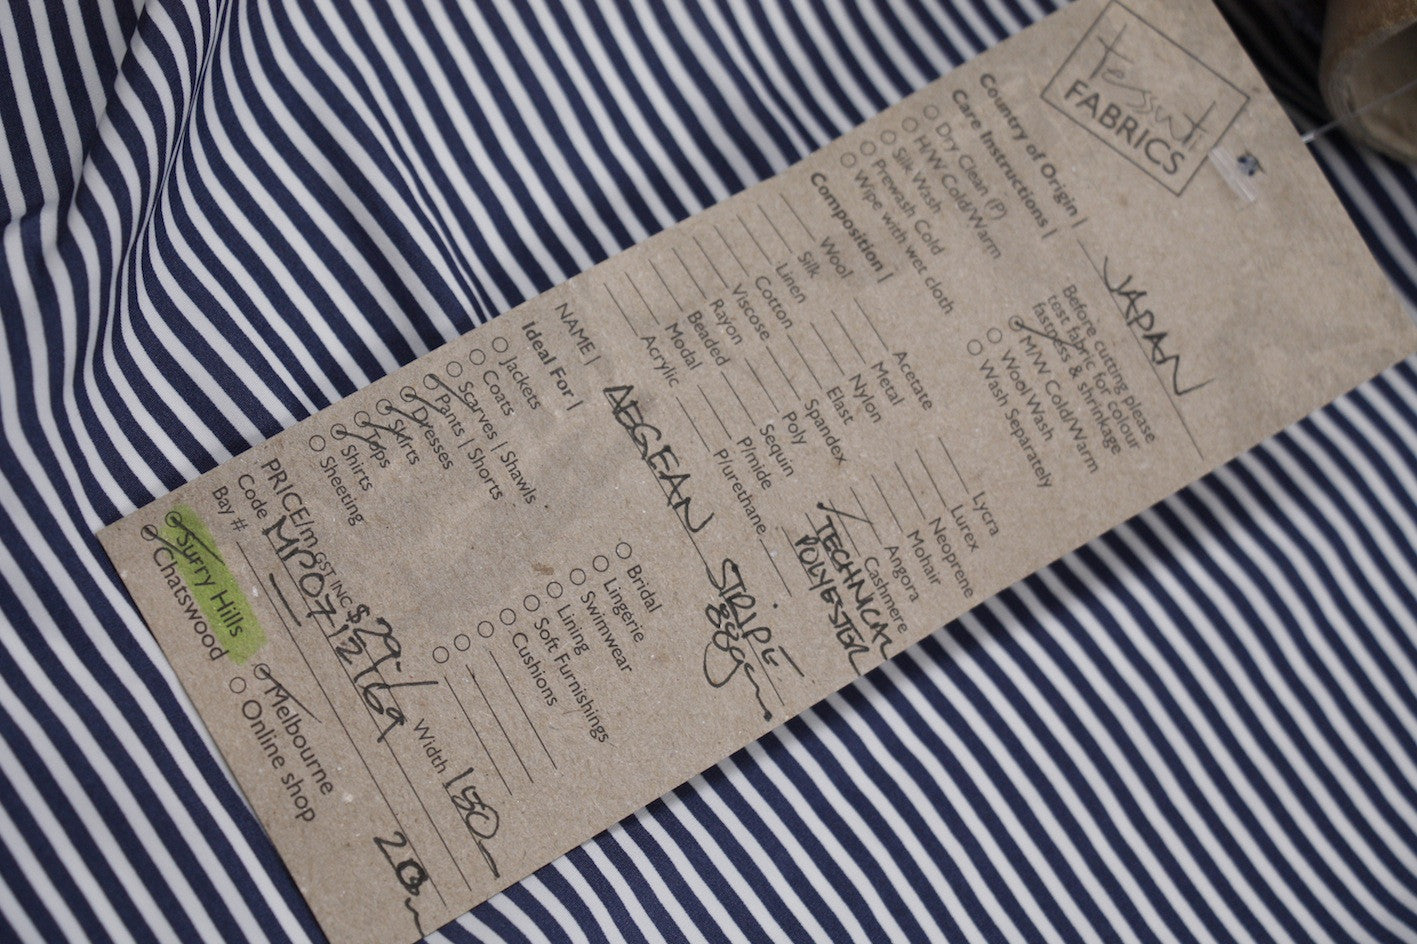 tessuti
FABRICS
Country of Origin | JAPAN
Care Instructions |
Before cutting please
test fabric for colour
fastness & shrinkage
Dry Clean (P)
H/W Cold/Warm
Silk Wash
Prewash Cold
Wipe with wet cloth
M/W Cold/Warm
Wool Wash
Wash Separately
Composition |
Wool
Silk
Linen
Cotton
Viscose
Rayon
Beaded
Modal
Acrylic
Acetate
Metal
Nylon
Elast
Spandex
Poly
Sequin
P/mide
P/urethane
Lycra
Lurex
Neoprene
Mohair
Angora
Cashmere
TECHNICAL
POLYESTER
NAME | AEGEAN STRIPE
Ideal For |
Jackets
Coats
Scarves | Shawls
Pants | Shorts
Dresses
Skirts
Tops
Shirts
Sheeting
Bridal
Lingerie
Swimwear
Lining
Soft Furnishings
Cushions
PRICE/m GST INC $29- Width 150
Code MP07
Bay #
Surry Hills
Chatswood
Melbourne
Online shop